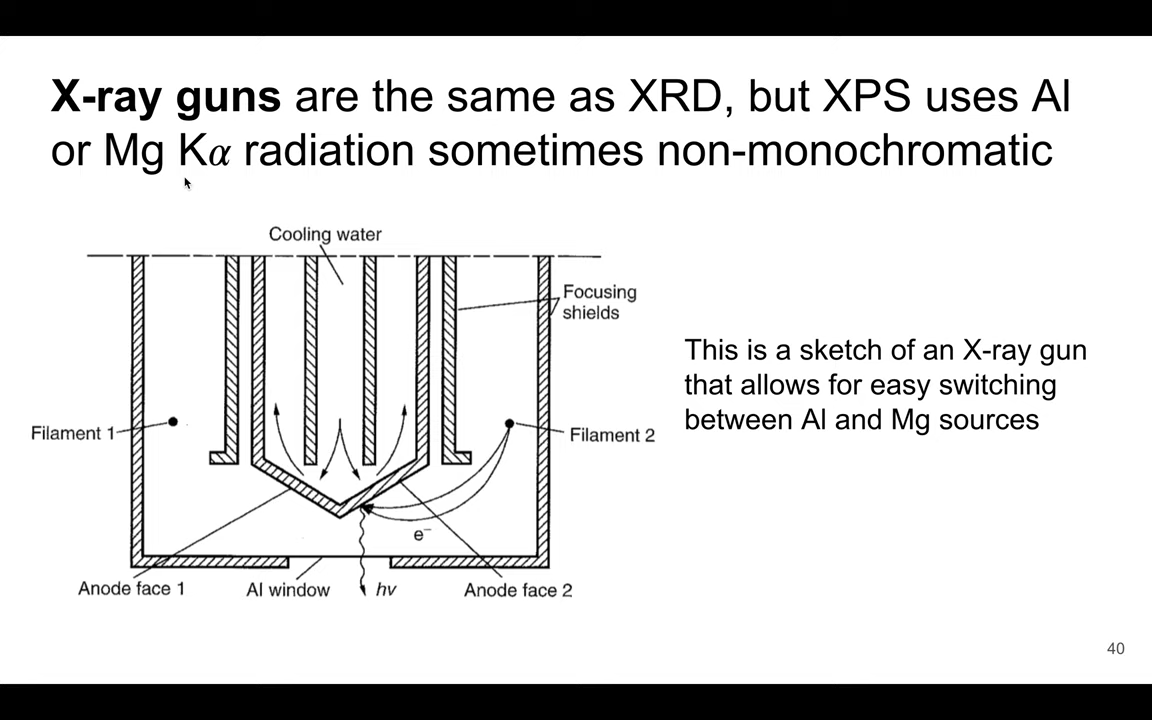 X-ray guns are the same as XRD, but XPS uses Al
or Mg K𝛼 radiation sometimes non-monochromatic
Cooling water
Focusing
shields
This is a sketch of an X-ray gun
that allows for easy switching
between Al and Mg sources
Filament 1
Filament 2
e⁻
Anode face 1
Al window
hν
Anode face 2
40